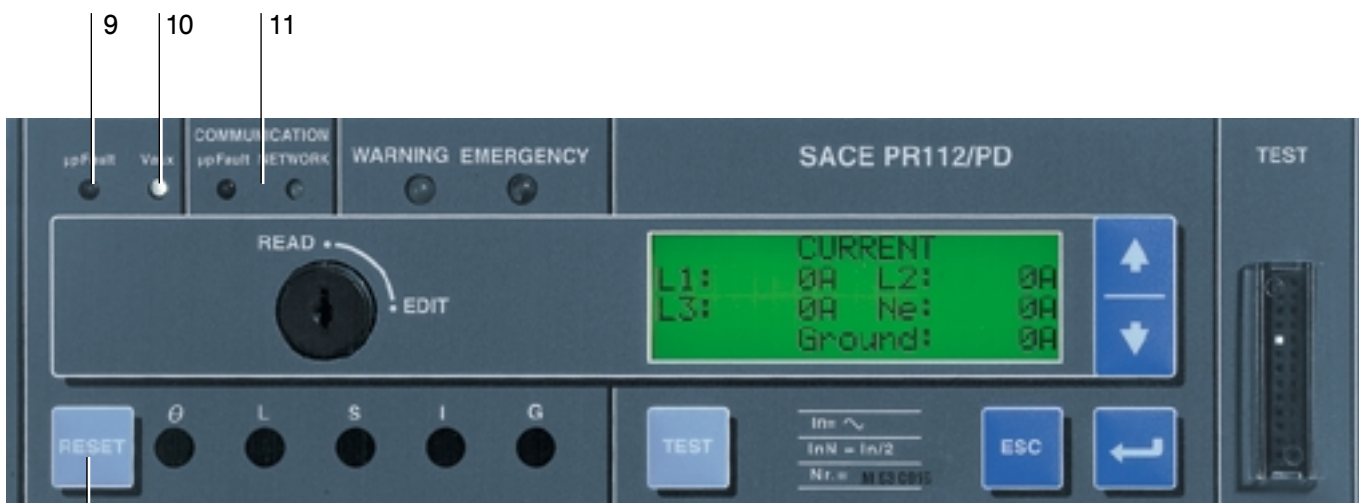 9 10 11
COMMUNICATION
μpFault Vaux μpFault NETWORK WARNING EMERGENCY SACE PR112/PD TEST
READ
EDIT
CURRENT
L1: 0A L2: 0A
L3: 0A Ne: 0A
Ground: 0A
RESET θ L S I G TEST
In= ~
InN = In/2
Nr.=
ESC